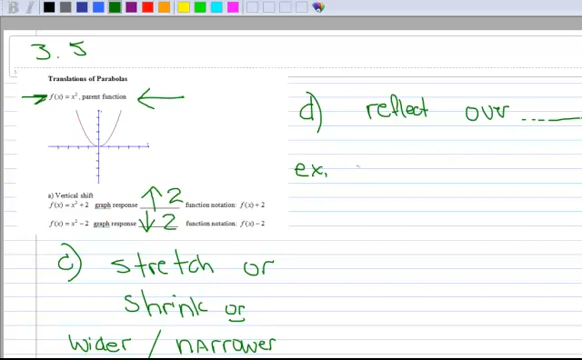 B I
3.5
Translations of Parabolas
→ f(x) = x², parent function ←
a) Vertical shift
f(x) = x² + 2 graph response ↑2 function notation: f(x) + 2
f(x) = x² − 2 graph response ↓2 function notation: f(x) − 2
c) stretch or
shrink or
wider / narrower
d) reflect over ....___
ex.